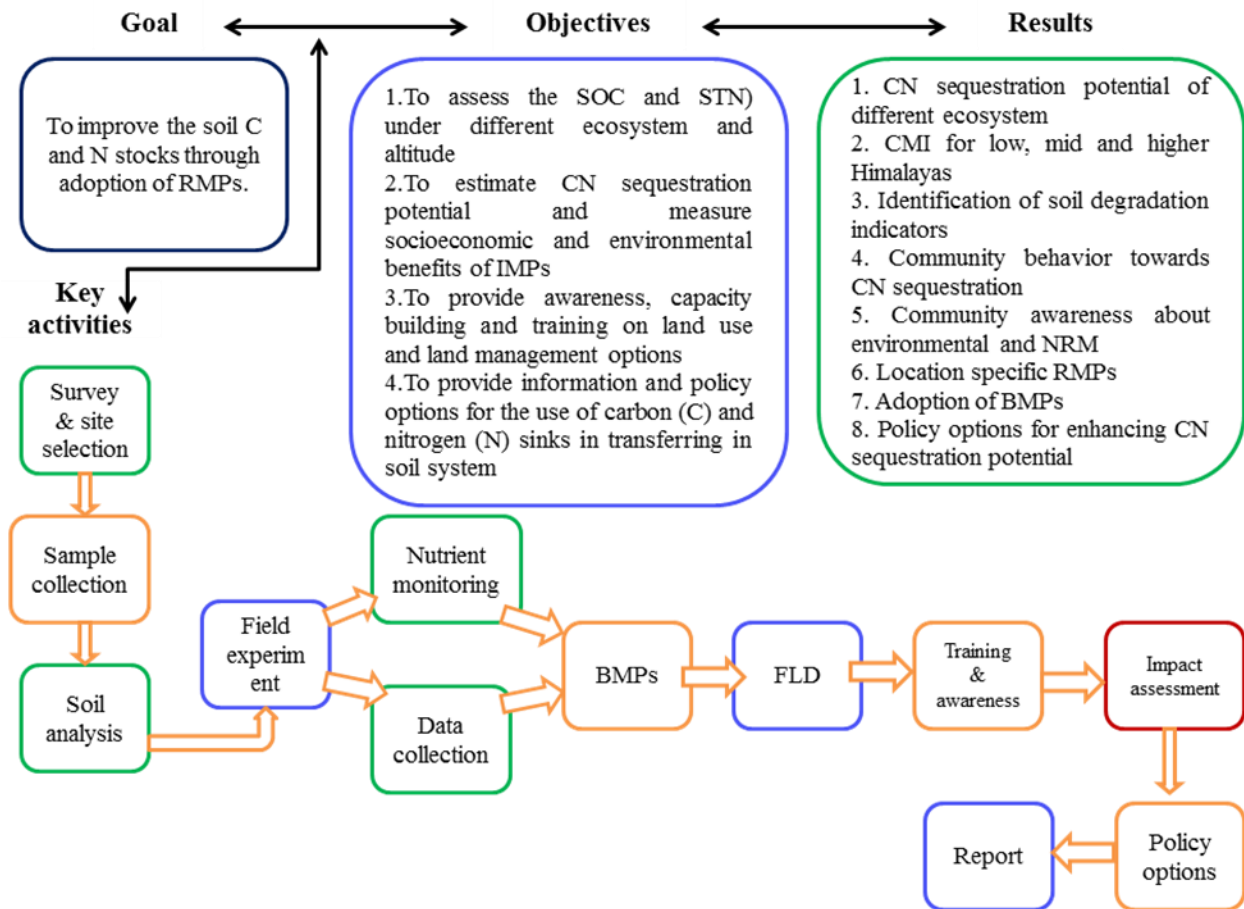 Goal
Objectives
Results
To improve the soil C
and N stocks through
adoption of RMPs.
1.To assess the SOC and STN)
under different ecosystem and
altitude
2.To estimate CN sequestration
potential and measure
socioeconomic and environmental
benefits of IMPs
3.To provide awareness, capacity
building and training on land use
and land management options
4.To provide information and policy
options for the use of carbon (C) and
nitrogen (N) sinks in transferring in
soil system
1. CN sequestration potential of
different ecosystem
2. CMI for low, mid and higher
Himalayas
3. Identification of soil degradation
indicators
4. Community behavior towards
CN sequestration
5. Community awareness about
environmental and NRM
6. Location specific RMPs
7. Adoption of BMPs
8. Policy options for enhancing CN
sequestration potential
Key
activities
Survey
& site
selection
Sample
collection
Soil
analysis
Field
experim
ent
Nutrient
monitoring
Data
collection
BMPs
FLD
Training
&
awareness
Impact
assessment
Policy
options
Report